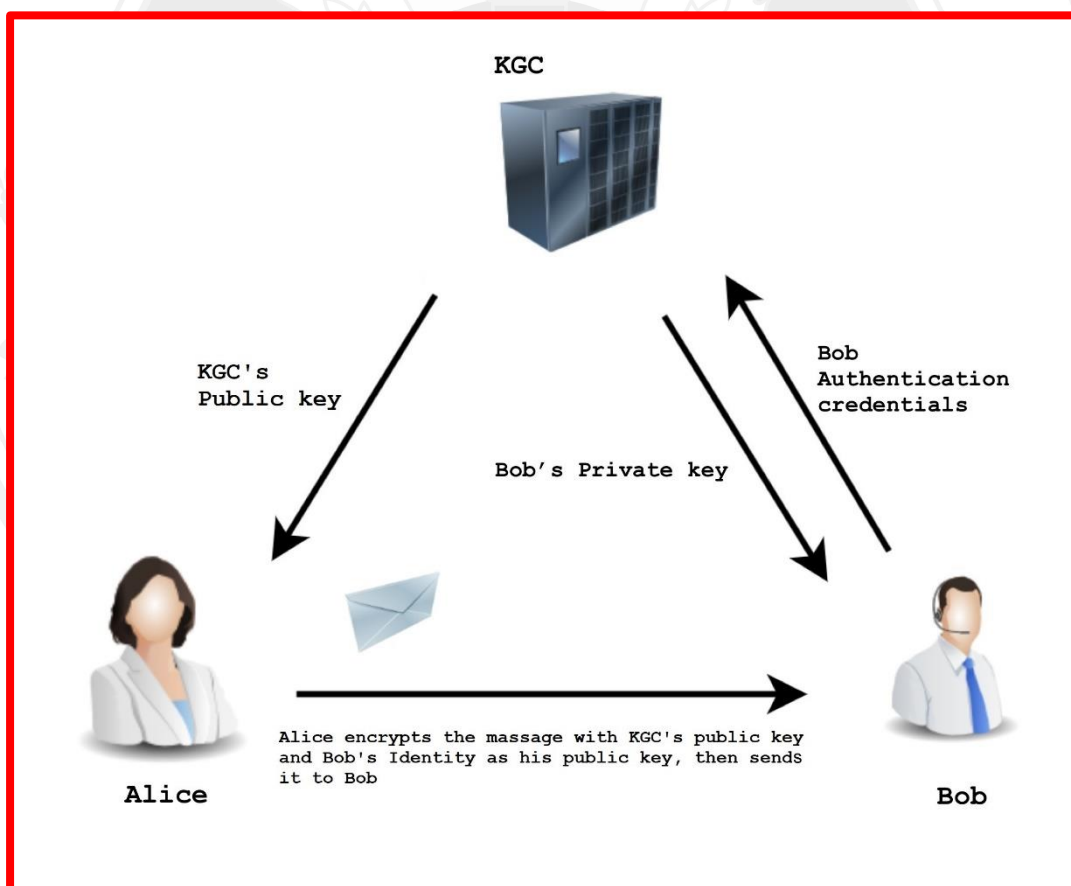 KGC
KGC's
Public key
Bob
Authentication
credentials
Bob's Private key
Alice encrypts the massage with KGC's public key
and Bob's Identity as his public key, then sends
it to Bob
Alice
Bob